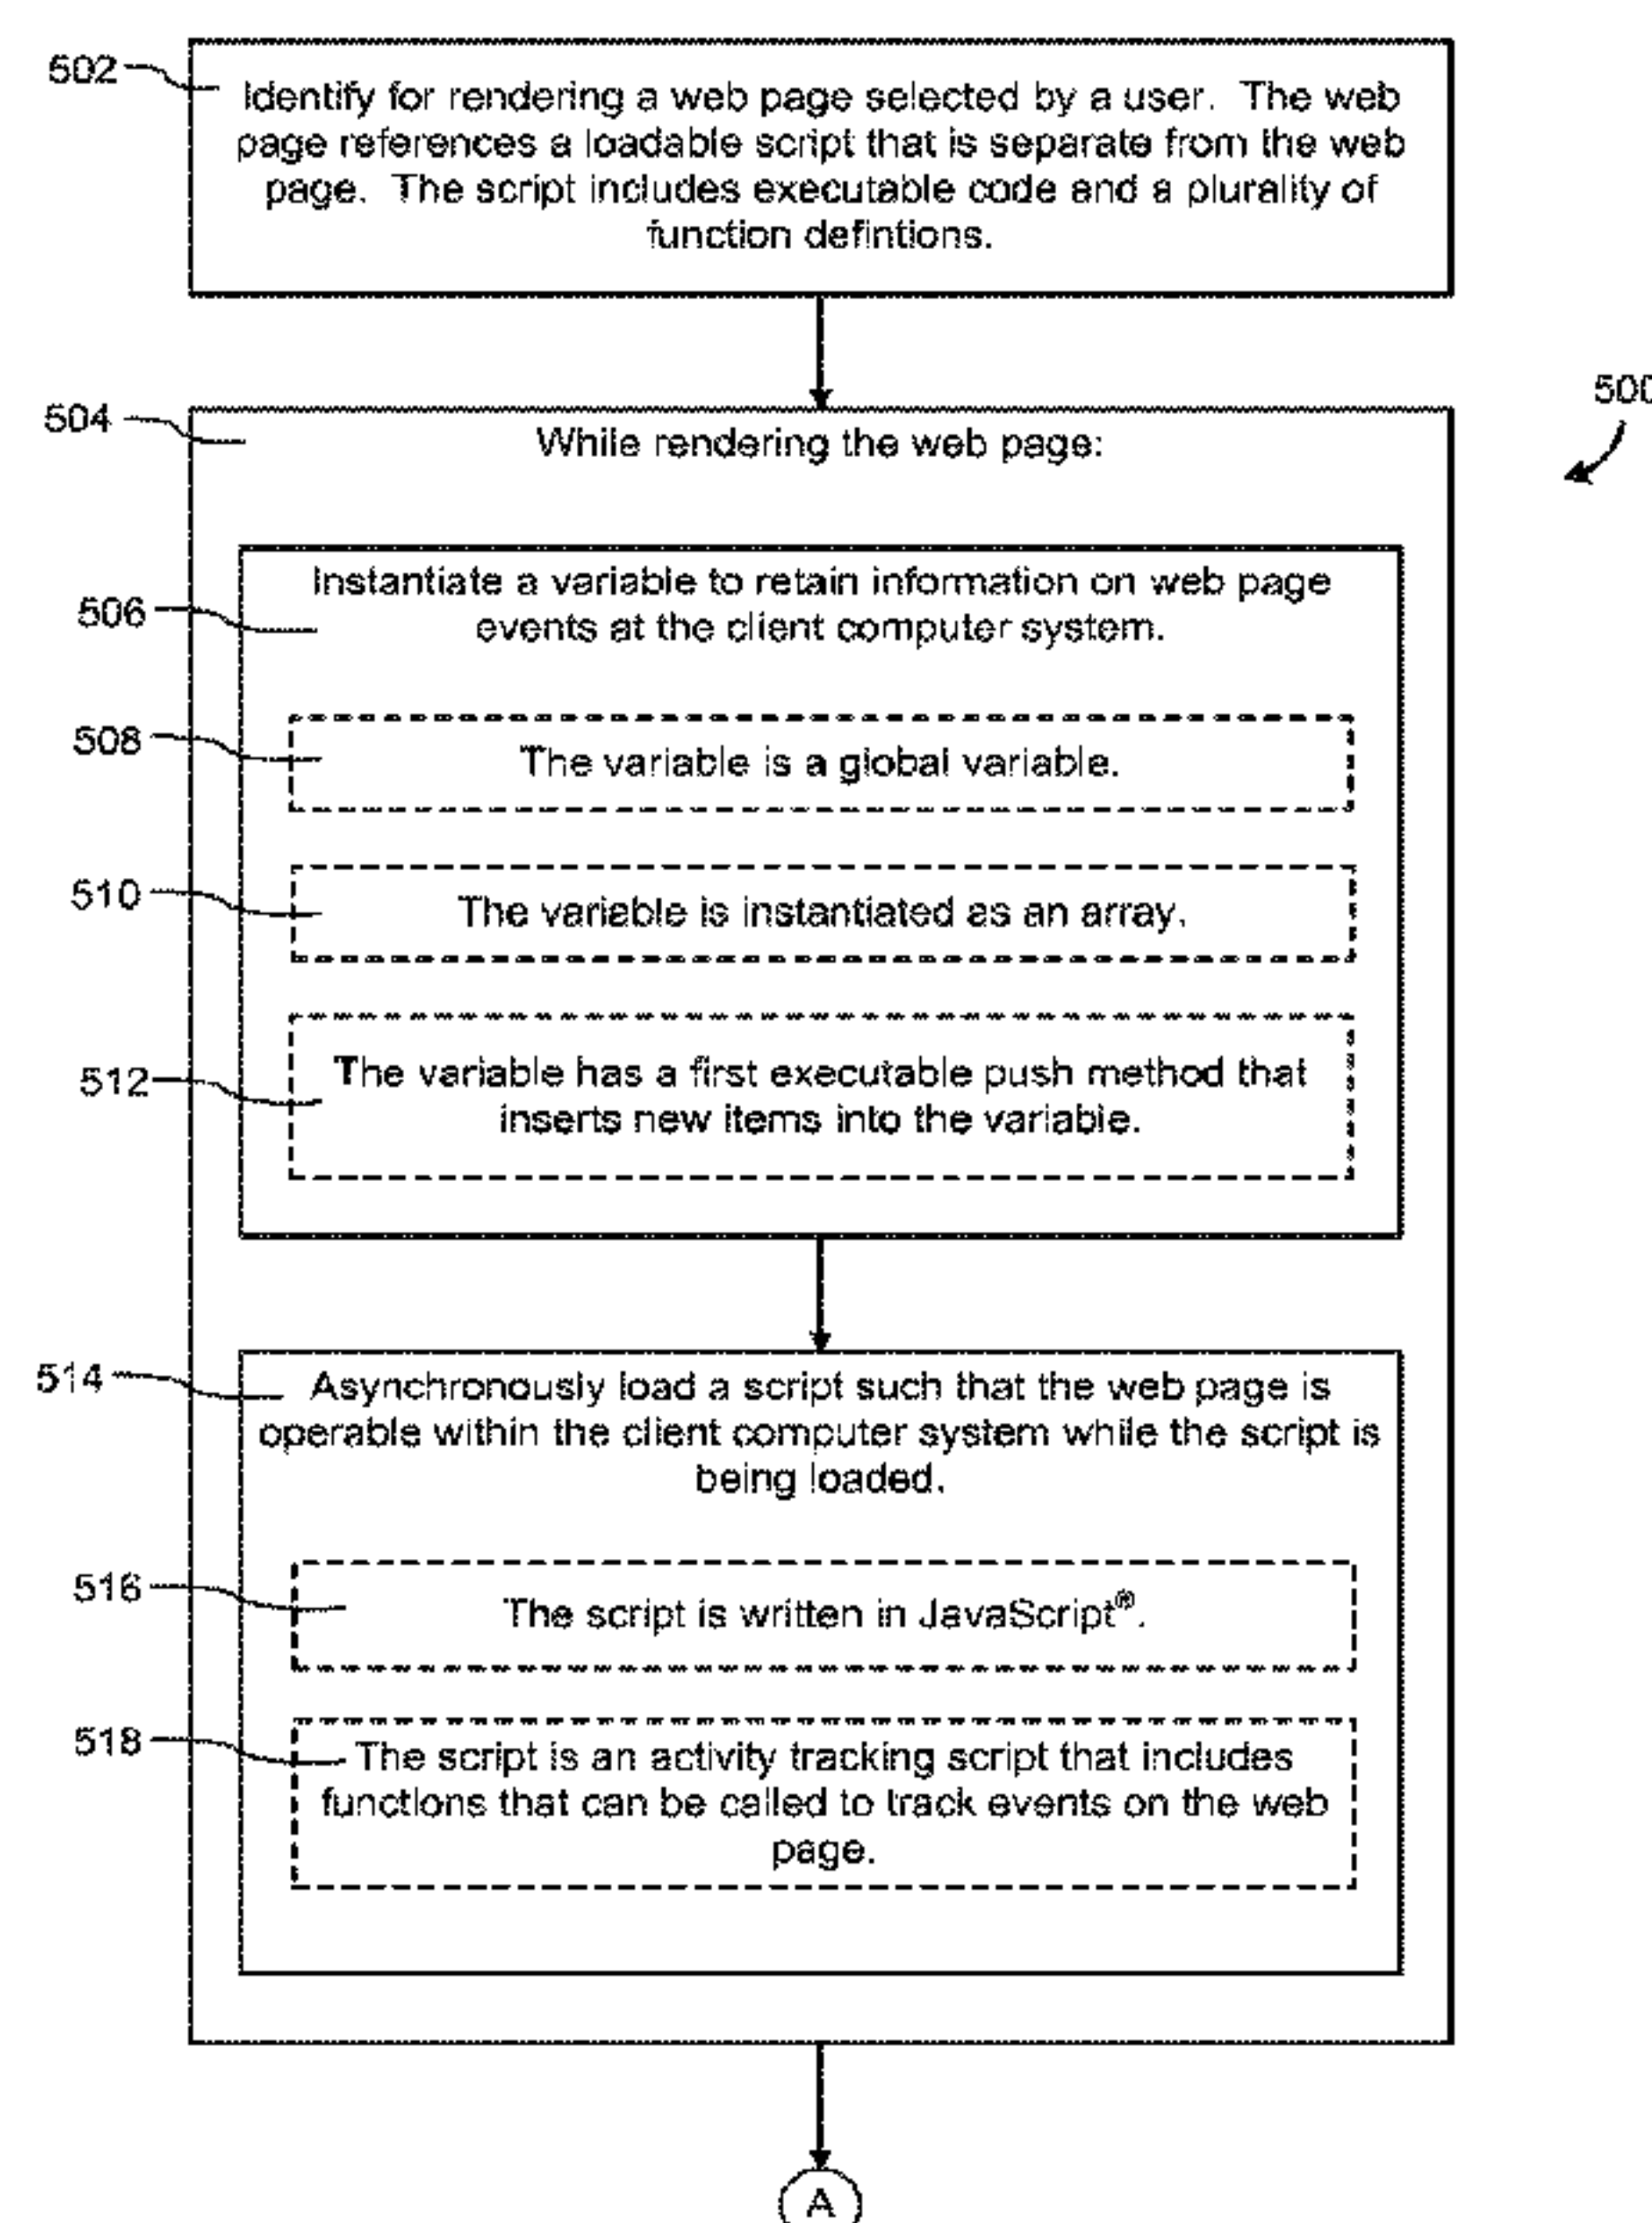 502
Identify for rendering a web page selected by a user. The web
page references a loadable script that is separate from the web
page. The script includes executable code and a plurality of
function defintions.
500
504
While rendering the web page:
506
Instantiate a variable to retain information on web page
events at the client computer system.
508
The variable is a global variable.
510
The variable is instantiated as an array.
512
The variable has a first executable push method that
inserts new items into the variable.
514
Asynchronously load a script such that the web page is
operable within the client computer system while the script is
being loaded.
516
The script is written in JavaScript®.
518
The script is an activity tracking script that includes
functions that can be called to track events on the web
page.
A